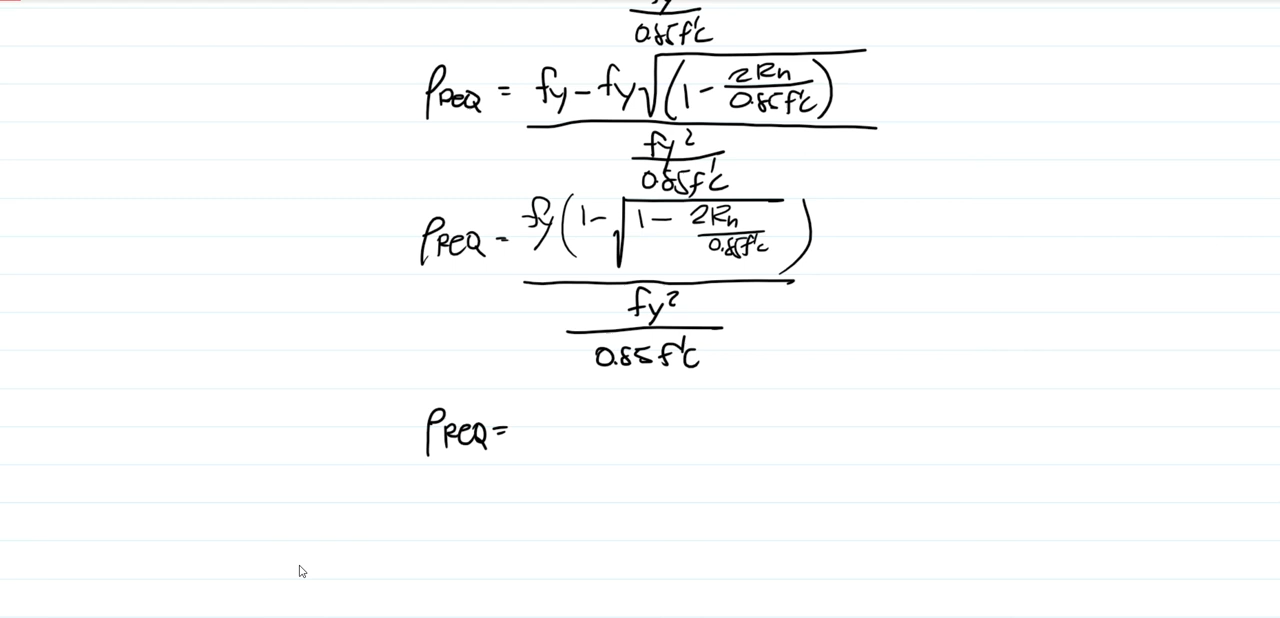 0.85f'c
ρREQ = fy - fy√(1 - 2Rn/0.85f'c)
fy²
0.85f'c
ρREQ = fy(1 - √1 - 2Rn/0.85f'c)
fy²
0.85f'c
ρREQ =